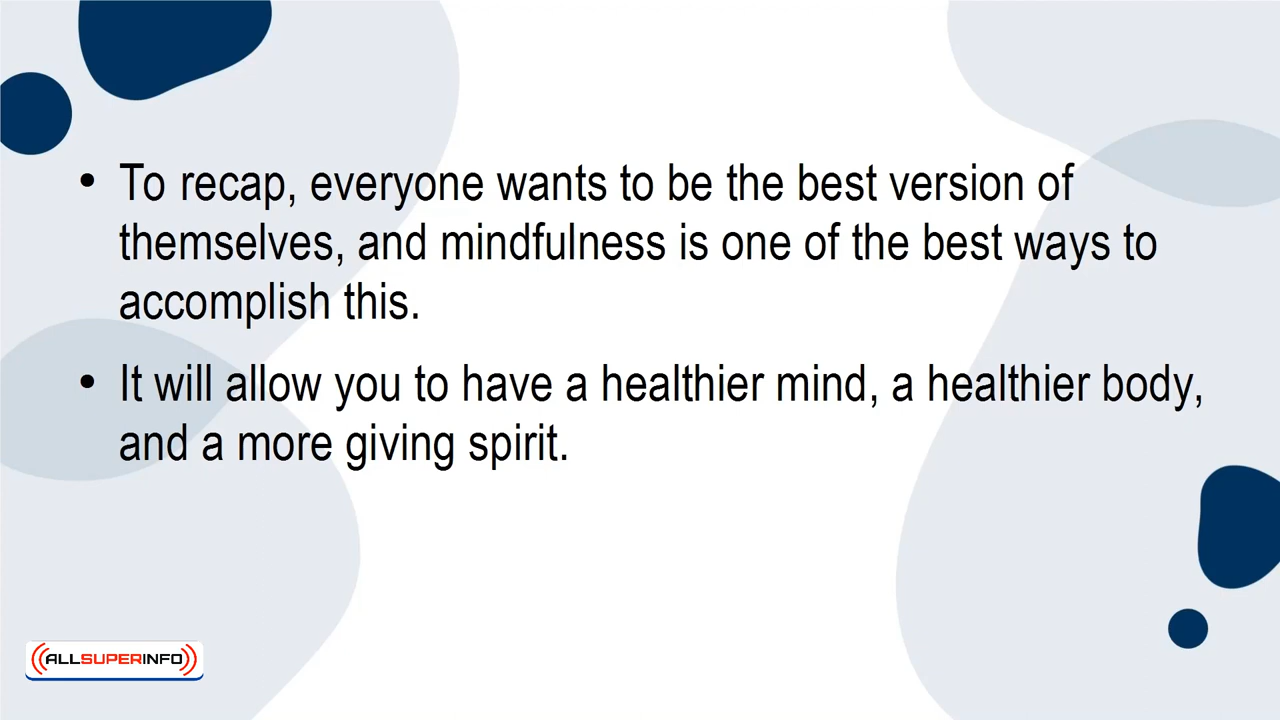 • To recap, everyone wants to be the best version of
themselves, and mindfulness is one of the best ways to
accomplish this.
• It will allow you to have a healthier mind, a healthier body,
and a more giving spirit.
ALLSUPERINFO